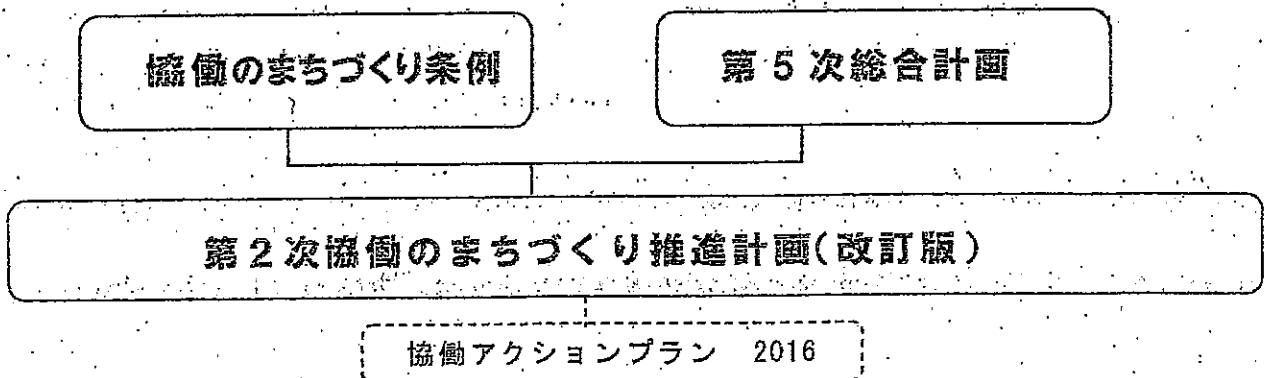 協働のまちづくり条例
第5次総合計画
第2次協働のまちづくり推進計画(改訂版)
協働アクションプラン 2016